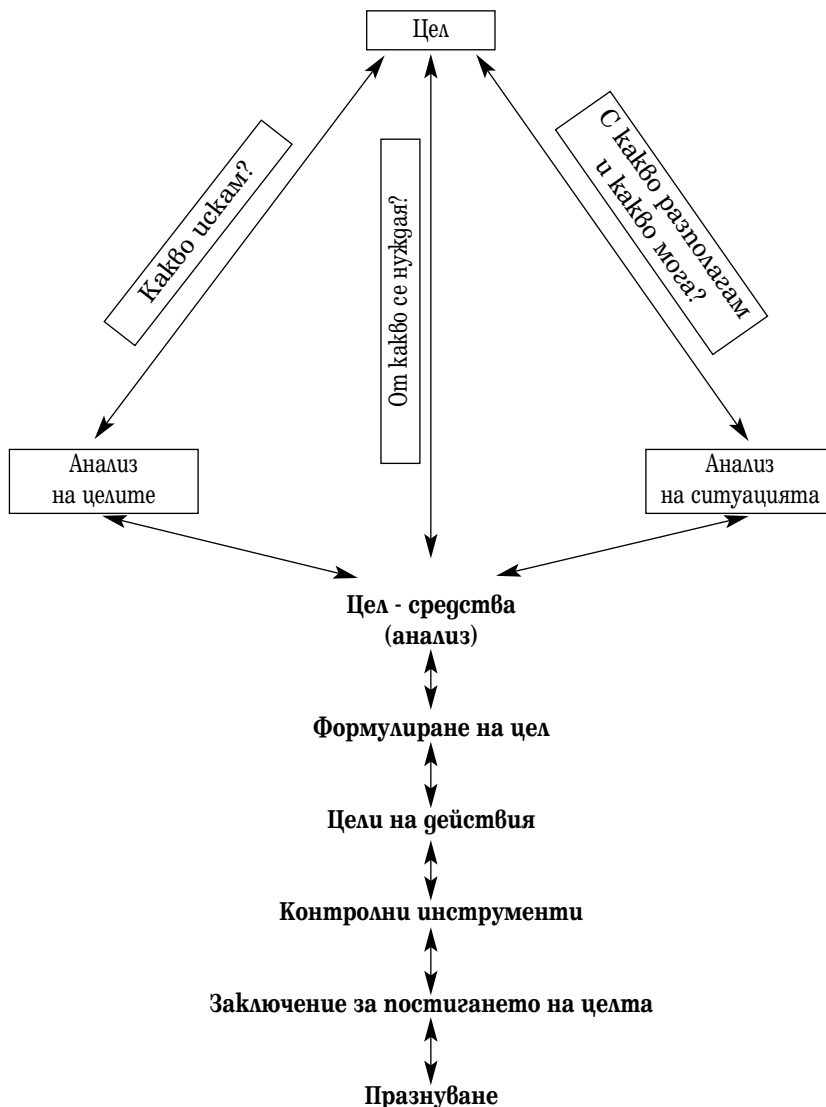 Цел
Какво искам?
От какво се нуждая?
С какво разполагам
и какво мога?
Анализ
на целите
Анализ
на ситуацията
Цел - средства
(анализ)
Формулиране на цел
Цели на действия
Контролни инструменти
Заключение за постигането на целта
Празнуване